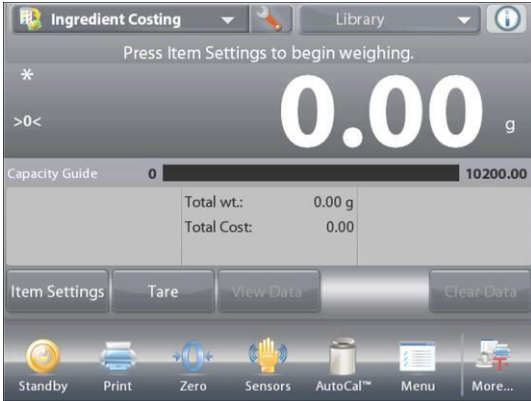 Ingredient Costing Library
Press Item Settings to begin weighing.
*
>0< 0.00 g
Capacity Guide 0 10200.00
Total wt.: 0.00 g
Total Cost: 0.00
Item Settings Tare View Data Clear Data
Standby Print Zero Sensors AutoCal™ Menu More...